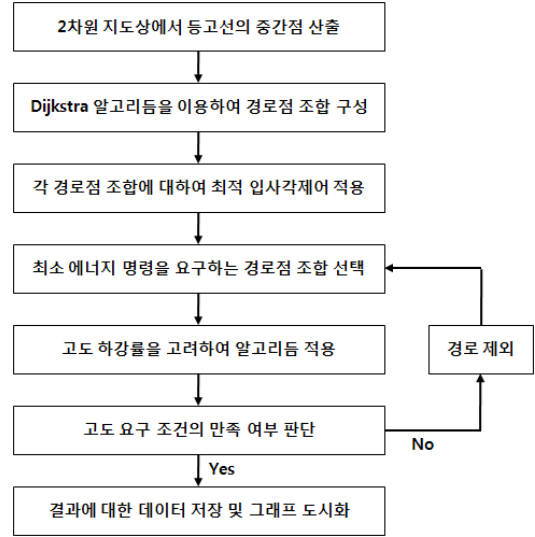 2차원 지도상에서 등고선의 중간점 산출
Dijkstra 알고리듬을 이용하여 경로점 조합 구성
각 경로점 조합에 대하여 최적 입사각제어 적용
최소 에너지 명령을 요구하는 경로점 조합 선택
고도 하강률을 고려하여 알고리듬 적용
경로 제외
고도 요구 조건의 만족 여부 판단
No
Yes
결과에 대한 데이터 저장 및 그래프 도시화